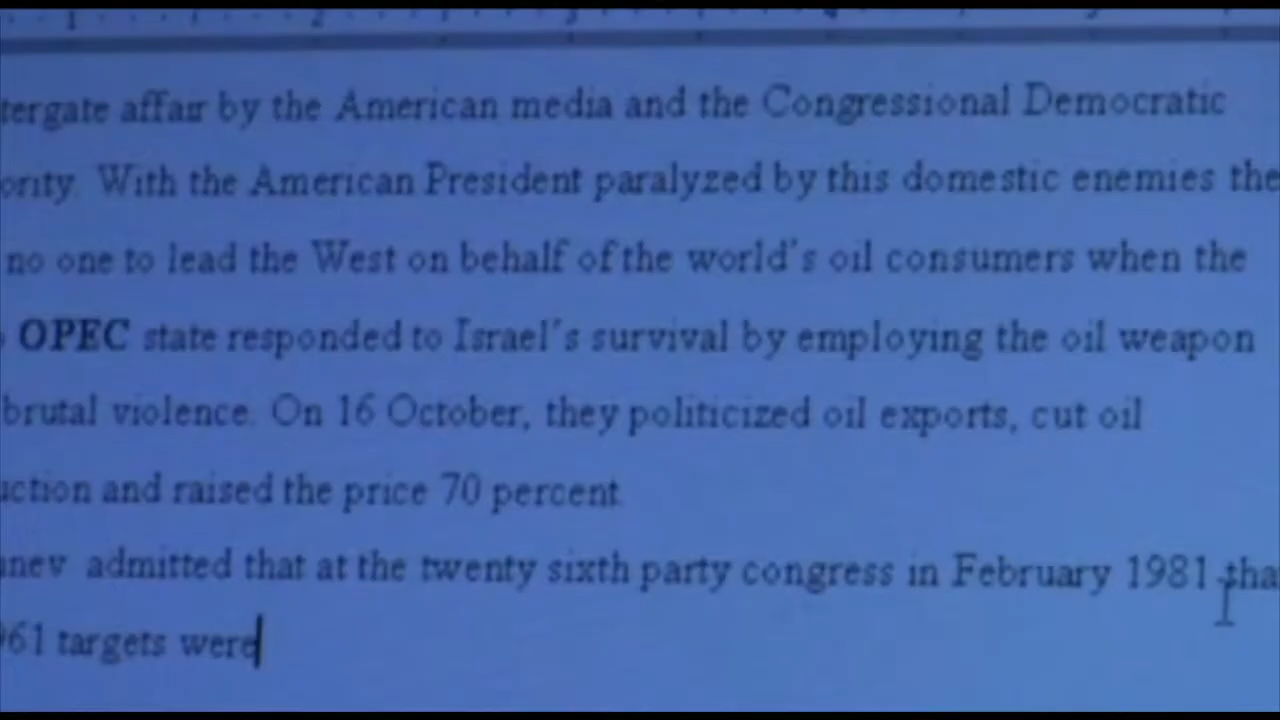 tergate affair by the American media and the Congressional Democratic
ority. With the American President paralyzed by this domestic enemies the
no one to lead the West on behalf of the world's oil consumers when the
OPEC state responded to Israel's survival by employing the oil weapon
brutal violence. On 16 October, they politicized oil exports, cut oil
uction and raised the price 70 percent.
admitted that at the twenty sixth party congress in February 1981 tha
961 targets were